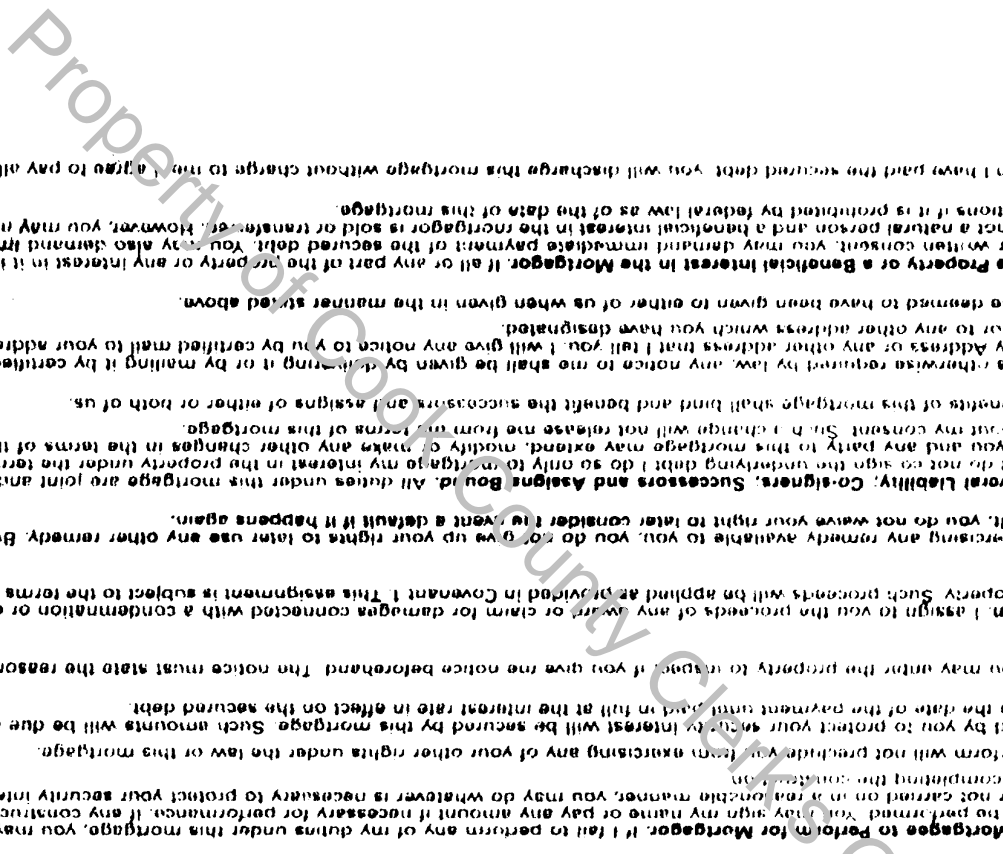 Mortgagee to Perform for Mortgagor. If I fail to perform any of my duties under this mortgage, you may
be performed. You may sign my name or pay any amount if necessary for performance. If any construc
r not carried on in a reasonable manner, you may do whatever is necessary to protect your security inte
completing the construction.
form will not preclude you from exercising any of your other rights under the law or this mortgage.
d by you to protect your security interest will be secured by this mortgage. Such amounts will be due
the date of the payment until paid in full at the interest rate in effect on the secured debt.
u may enter the property to inspect if you give me notice beforehand. The notice must state the reason
n. I assign to you the proceeds of any award or claim for damages connected with a condemnation or
operty. Such proceeds will be applied as provided in Covenant 1. This assignment is subject to the terms
ercising any remedy available to you, you do not give up your rights to later use any other remedy. B
lt, you do not waive your right to later consider the event a default if it happens again.
veral Liability; Co-signers; Successors and Assigns Bound. All duties under this mortgage are joint and
t do not co-sign the underlying debt I do so only to mortgage my interest in the property under the ter
you and any party to this mortgage may extend, modify or make any other changes in the terms of th
out my consent. Such a change will not release me from the terms of this mortgage.
enefits of this mortgage shall bind and benefit the successors and assigns of either or both of us.
s otherwise required by law, any notice to me shall be given by delivering it or by mailing it by certified
y Address or any other address that I tell you. I will give any notice to you by certified mail to your addre
or to any other address which you have designated.
e deemed to have been given to either of us when given in the manner stated above.
e Property or a Beneficial Interest in the Mortgagor. If all or any part of the property or any interest in it i
r written consent, you may demand immediate payment of the secured debt. You may also demand im
not a natural person and a beneficial interest in the mortgagor is sold or transferred. However, you may n
tions if it is prohibited by federal law as of the date of this mortgage.
n I have paid the secured debt, you will discharge this mortgage without charge to me. I agree to pay all
Property of Cook County Clerk's O